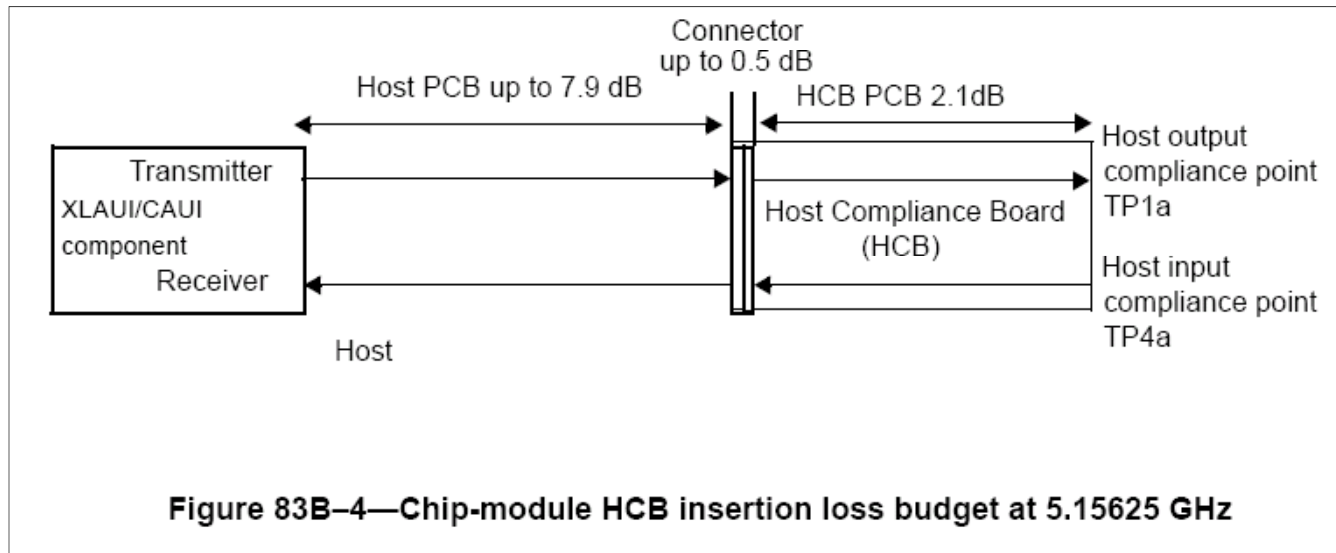 Connector
up to 0.5 dB
Host PCB up to 7.9 dB
HCB PCB 2.1dB
Transmitter
XLAUI/CAUI
component
Receiver
Host Compliance Board
(HCB)
Host output
compliance point
TP1a
Host input
compliance point
TP4a
Host
Figure 83B–4—Chip-module HCB insertion loss budget at 5.15625 GHz